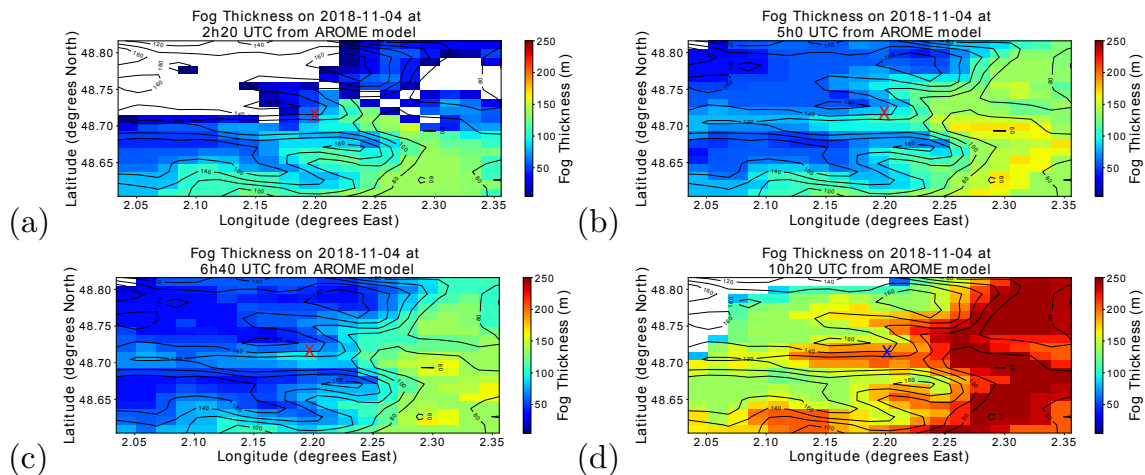 Fog Thickness on 2018-11-04 at
2h20 UTC from AROME model
Latitude (degrees North)
48.80
48.75
48.70
48.65
2.05 2.10 2.15 2.20 2.25 2.30 2.35
Longitude (degrees East)
250
200
150
100
50
Fog Thickness (m)
(a)
Fog Thickness on 2018-11-04 at
5h0 UTC from AROME model
Latitude (degrees North)
48.80
48.75
48.70
48.65
2.05 2.10 2.15 2.20 2.25 2.30 2.35
Longitude (degrees East)
250
200
150
100
50
Fog Thickness (m)
(b)
Fog Thickness on 2018-11-04 at
6h40 UTC from AROME model
Latitude (degrees North)
48.80
48.75
48.70
48.65
2.05 2.10 2.15 2.20 2.25 2.30 2.35
Longitude (degrees East)
250
200
150
100
50
Fog Thickness (m)
(c)
Fog Thickness on 2018-11-04 at
10h20 UTC from AROME model
Latitude (degrees North)
48.80
48.75
48.70
48.65
2.05 2.10 2.15 2.20 2.25 2.30 2.35
Longitude (degrees East)
250
200
150
100
50
Fog Thickness (m)
(d)